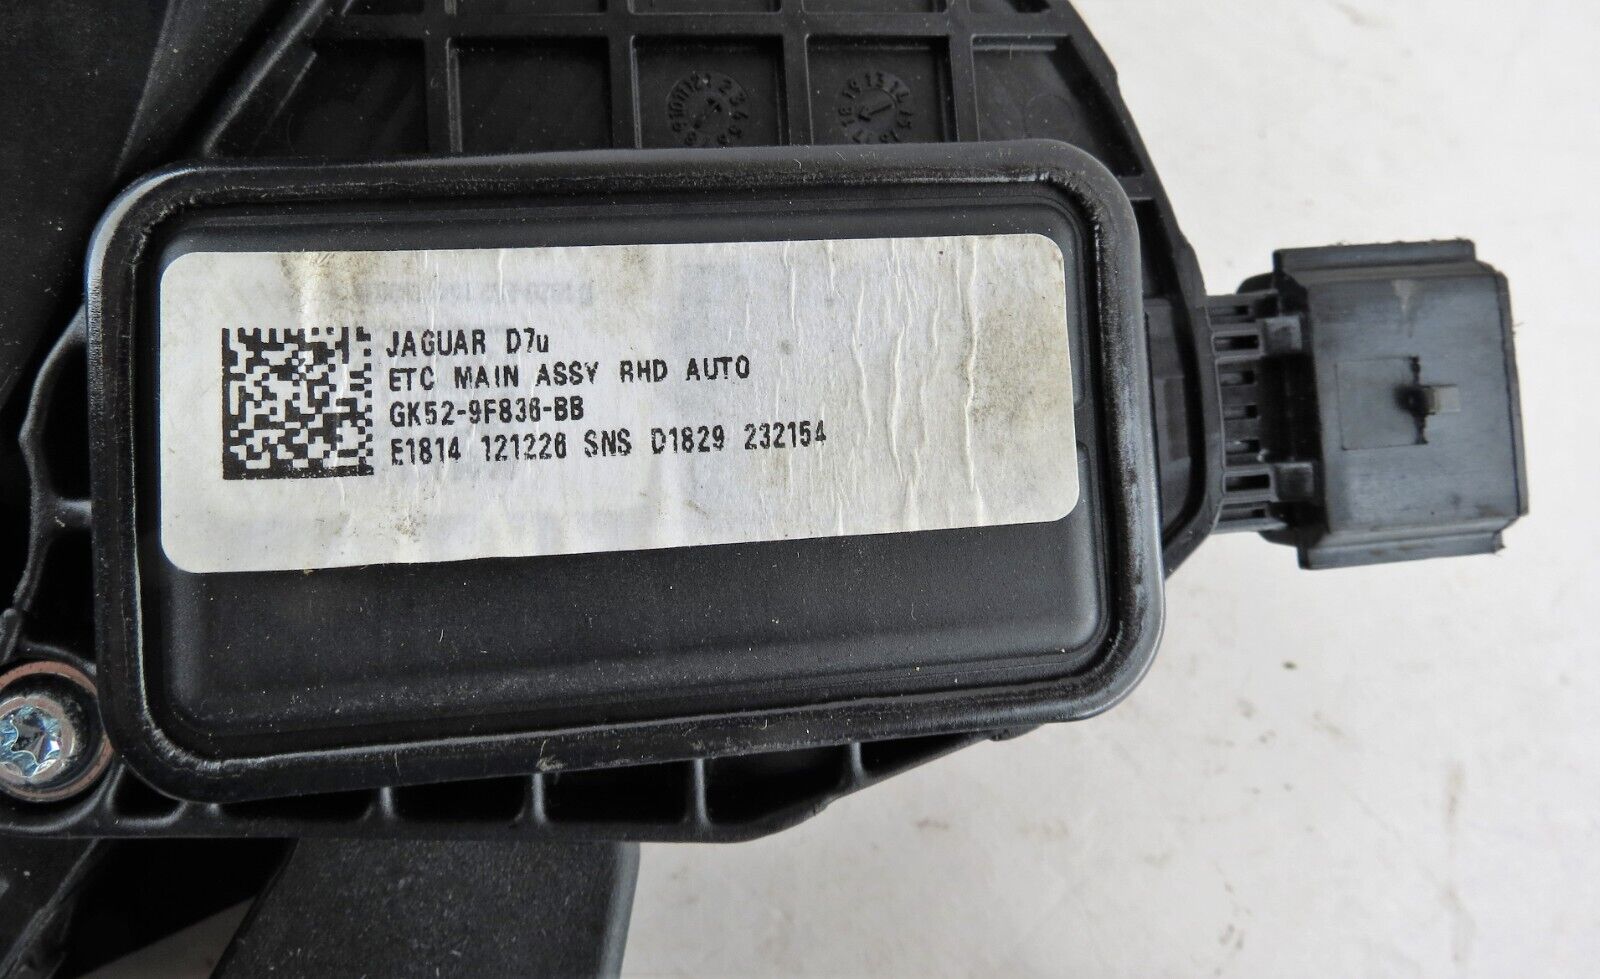 JAGUAR D7u
ETC MAIN ASSY RHD AUTO
GK52-9F836-BB
E1814 121226 SNS D1829 232154